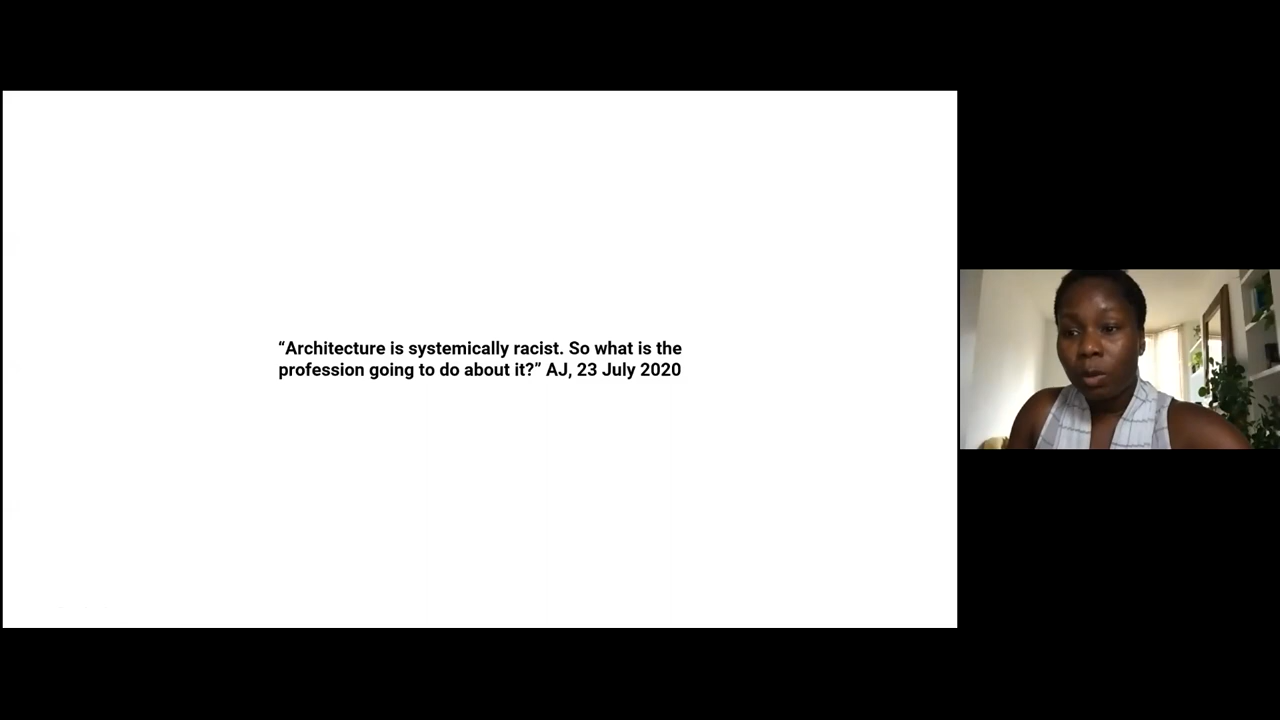 “Architecture is systemically racist. So what is the
profession going to do about it?” AJ, 23 July 2020